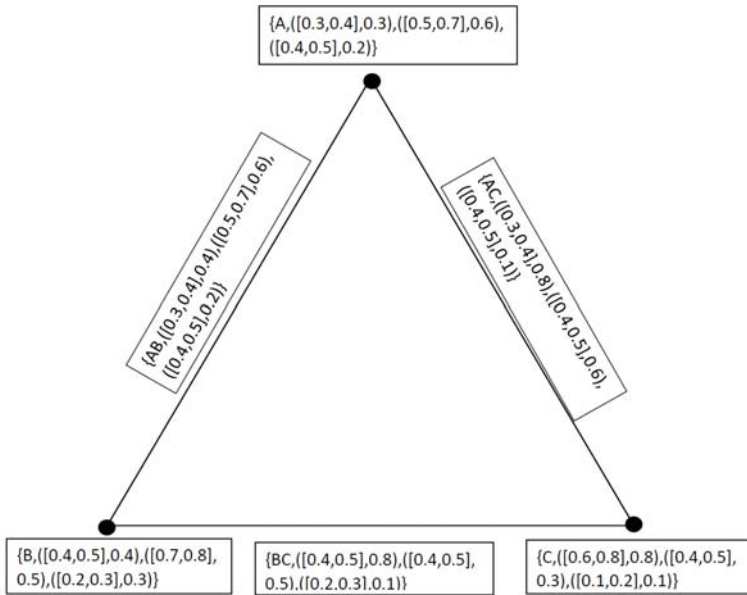 {A,([0.3,0.4],0.3),([0.5,0.7],0.6),
([0.4,0.5],0.2)}
{AB,([0.3,0.4],0.4),([0.5,0.7],0.6),
([0.4,0.5],0.2)}
{AC,([0.3,0.4],0.8),([0.4,0.5],0.6),
([0.4,0.5],0.1)}
{B,([0.4,0.5],0.4),([0.7,0.8],
0.5),([0.2,0.3],0.3)}
{BC,([0.4,0.5],0.8),([0.4,0.5],
0.5),([0.2,0.3],0.1)}
{C,([0.6,0.8],0.8),([0.4,0.5],
0.3),([0.1,0.2],0.1)}